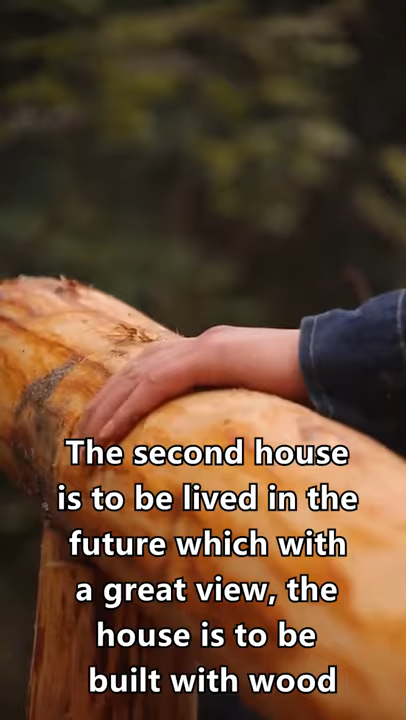 The second house
is to be lived in the
future which with
a great view, the
house is to be
built with wood